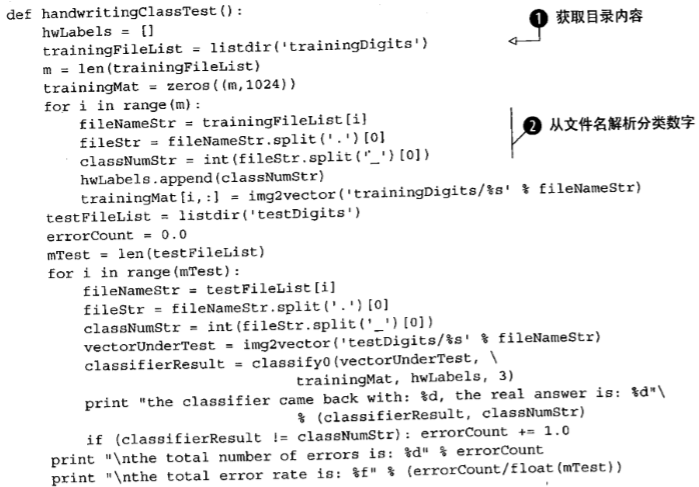 def handwritingClassTest():
    hwLabels = []
❶ 获取目录内容
    trainingFileList = listdir('trainingDigits')
    m = len(trainingFileList)
    trainingMat = zeros((m,1024))
    for i in range(m):
        fileNameStr = trainingFileList[i]
        fileStr = fileNameStr.split('.')[0]
❷ 从文件名解析分类数字
        classNumStr = int(fileStr.split('_')[0])
        hwLabels.append(classNumStr)
        trainingMat[i,:] = img2vector('trainingDigits/%s' % fileNameStr)
    testFileList = listdir('testDigits')
    errorCount = 0.0
    mTest = len(testFileList)
    for i in range(mTest):
        fileNameStr = testFileList[i]
        fileStr = fileNameStr.split('.')[0]
        classNumStr = int(fileStr.split('_')[0])
        vectorUnderTest = img2vector('testDigits/%s' % fileNameStr)
        classifierResult = classify0(vectorUnderTest, \
                             trainingMat, hwLabels, 3)
        print "the classifier came back with: %d, the real answer is: %d"\
                             % (classifierResult, classNumStr)
        if (classifierResult != classNumStr): errorCount += 1.0
    print "\nthe total number of errors is: %d" % errorCount
    print "\nthe total error rate is: %f" % (errorCount/float(mTest))